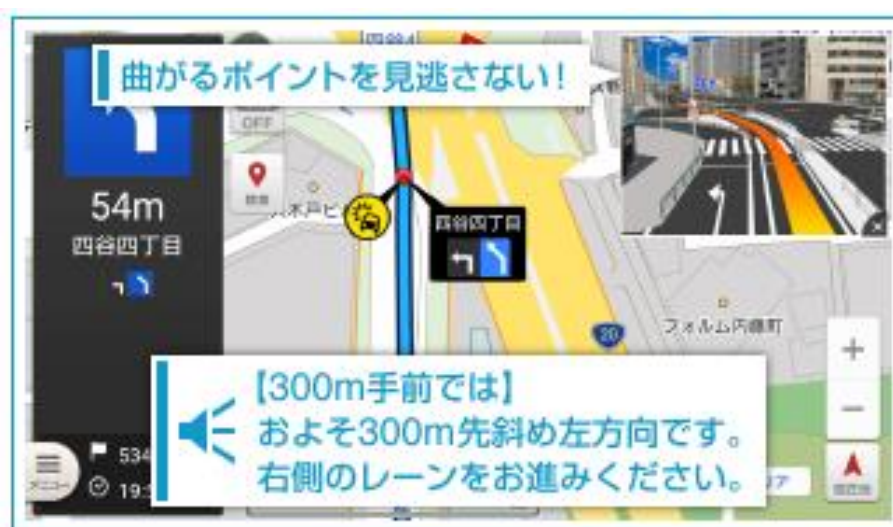 曲がるポイントを見逃さない!
OFF
54m
四谷四丁目
四谷四丁目
20
フォルム内藤町
【300m手前では】
およそ300m先斜め左方向です。
右側のレーンをお進みください。
メニュー
534
19:5
現在地